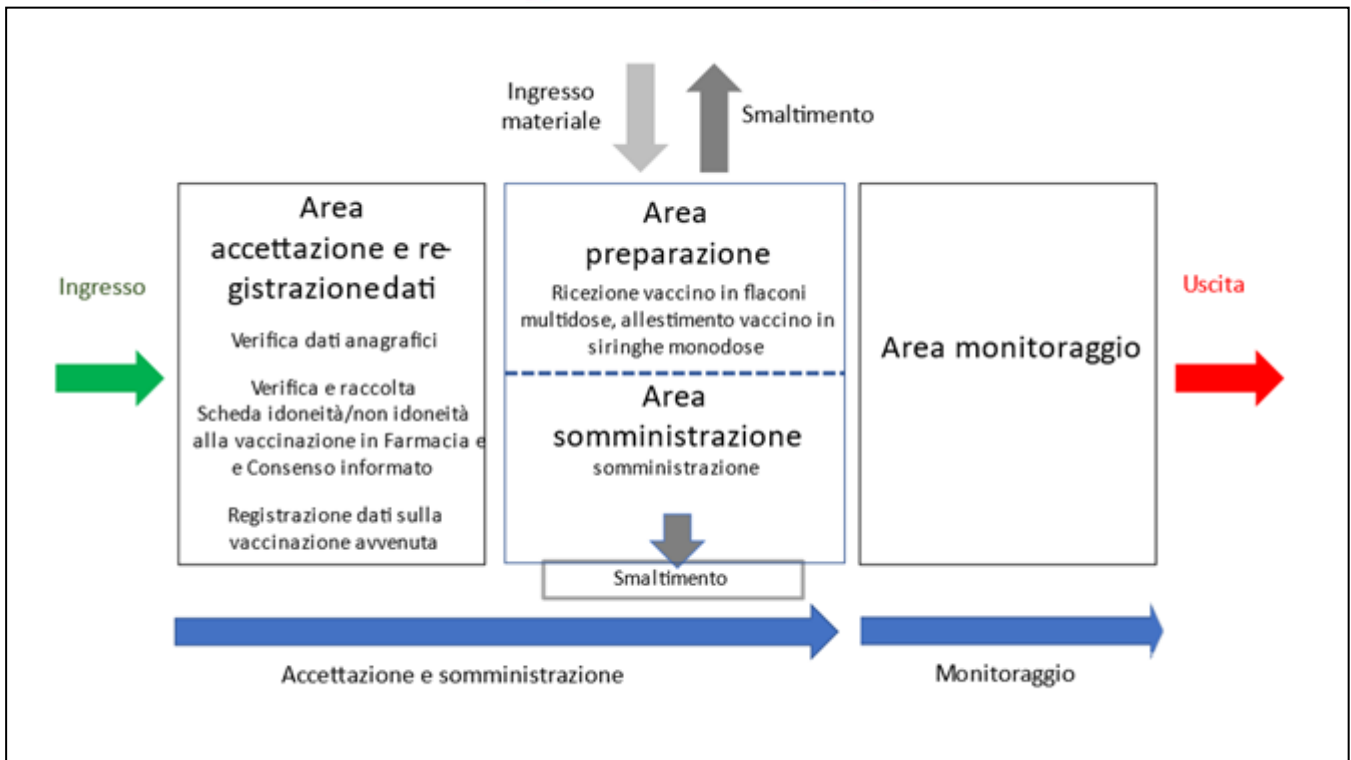 Ingresso
materiale
Smaltimento
Ingresso
Area
accettazione e re-
gistrazionedati
Verifica dati anagrafici
Verifica e raccolta
Scheda idoneità/non idoneità
alla vaccinazione in Farmacia e
e Consenso informato
Registrazione dati sulla
vaccinazione avvenuta
Area
preparazione
Ricezione vaccino in flaconi
multidose, allestimento vaccino in
siringhe monodose
Area
somministrazione
somministrazione
Smaltimento
Area monitoraggio
Uscita
Accettazione e somministrazione
Monitoraggio